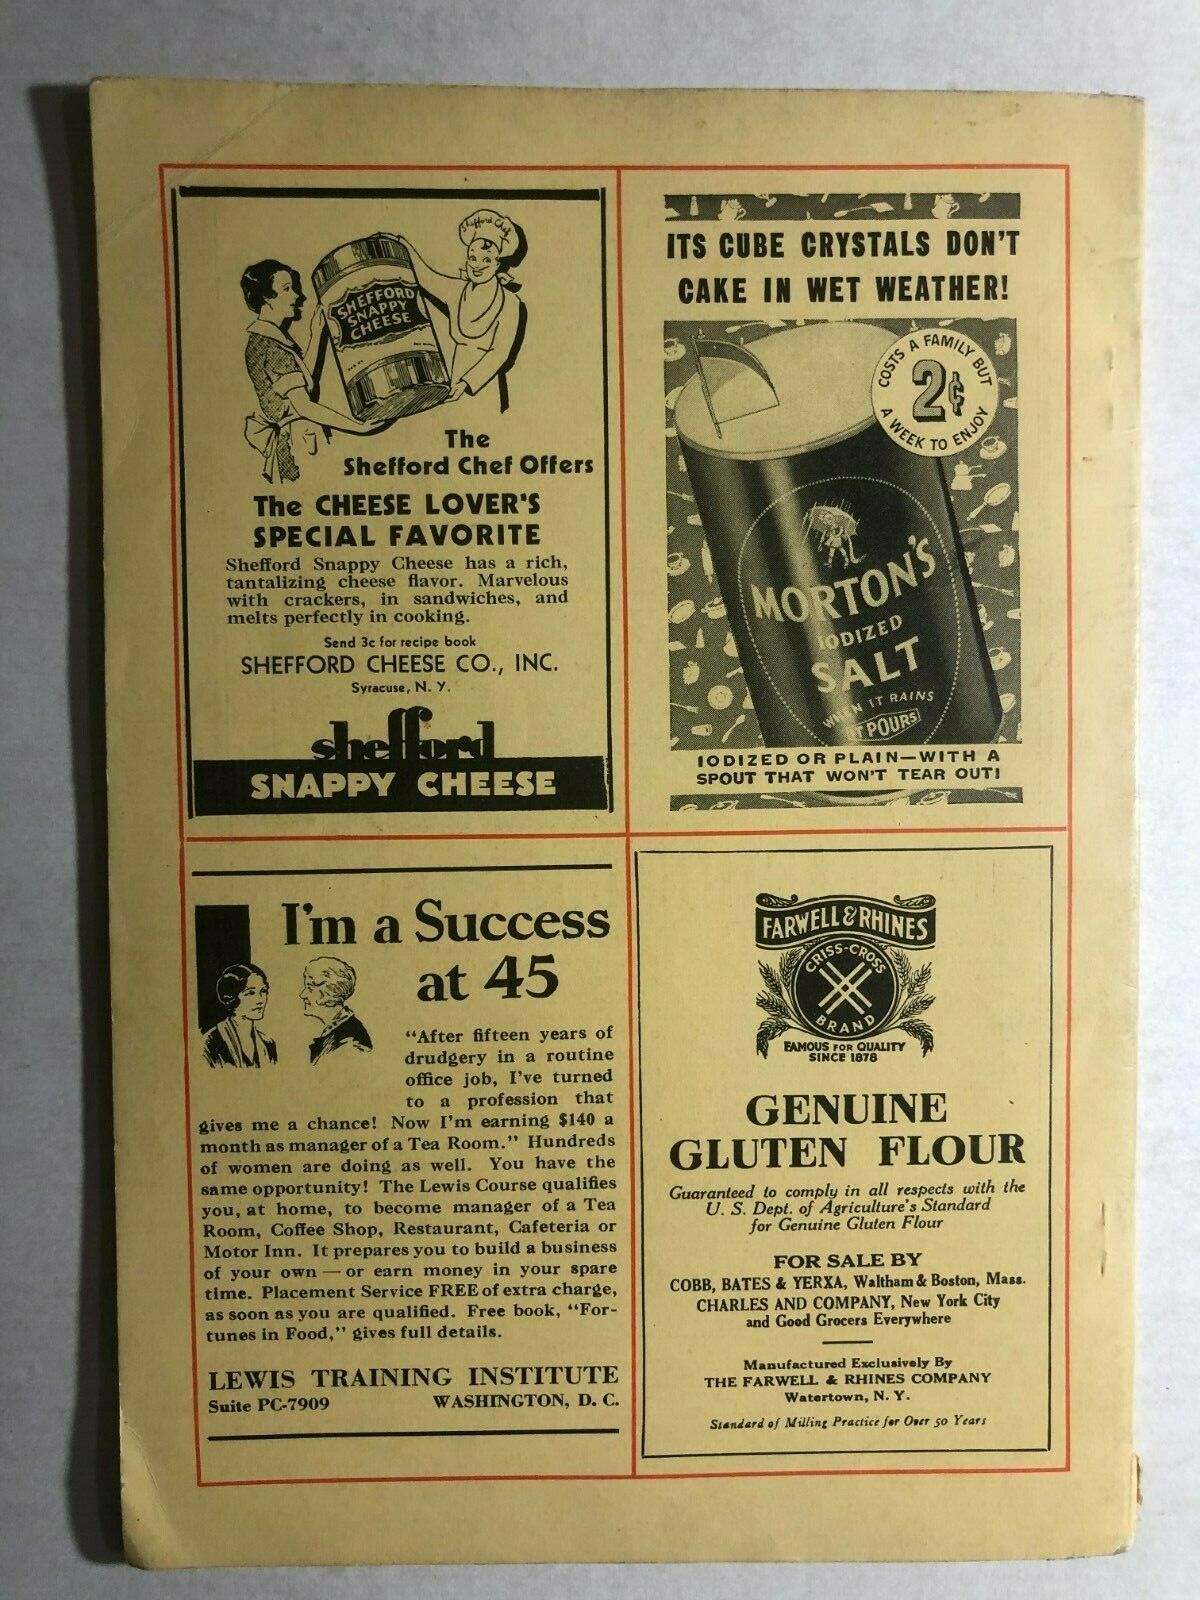 Shefford Chef
SHEFFORD
SNAPPY
CHEESE
The
Shefford Chef Offers
The CHEESE LOVER'S
SPECIAL FAVORITE
Shefford Snappy Cheese has a rich,
tantalizing cheese flavor. Marvelous
with crackers, in sandwiches, and
melts perfectly in cooking.
Send 3c for recipe book
SHEFFORD CHEESE CO., INC.
Syracuse, N. Y.
shefford
SNAPPY CHEESE
ITS CUBE CRYSTALS DON'T
CAKE IN WET WEATHER!
COSTS A FAMILY BUT
2¢
A WEEK TO ENJOY
MORTON'S
IODIZED
SALT
WHEN IT RAINS
IT POURS
IODIZED OR PLAIN—WITH A
SPOUT THAT WON'T TEAR OUT!
I'm a Success
at 45
"After fifteen years of
drudgery in a routine
office job, I've turned
to a profession that
gives me a chance! Now I'm earning $140 a
month as manager of a Tea Room." Hundreds
of women are doing as well. You have the
same opportunity! The Lewis Course qualifies
you, at home, to become manager of a Tea
Room, Coffee Shop, Restaurant, Cafeteria or
Motor Inn. It prepares you to build a business
of your own — or earn money in your spare
time. Placement Service FREE of extra charge,
as soon as you are qualified. Free book, "For-
tunes in Food," gives full details.
LEWIS TRAINING INSTITUTE
Suite PC-7909 WASHINGTON, D. C.
FARWELL & RHINES
CRISS-CROSS
BRAND
FAMOUS FOR QUALITY
SINCE 1878
GENUINE
GLUTEN FLOUR
Guaranteed to comply in all respects with the
U. S. Dept. of Agriculture's Standard
for Genuine Gluten Flour
FOR SALE BY
COBB, BATES & YERXA, Waltham & Boston, Mass.
CHARLES AND COMPANY, New York City
and Good Grocers Everywhere
Manufactured Exclusively By
THE FARWELL & RHINES COMPANY
Watertown, N. Y.
Standard of Milling Practice for Over 50 Years